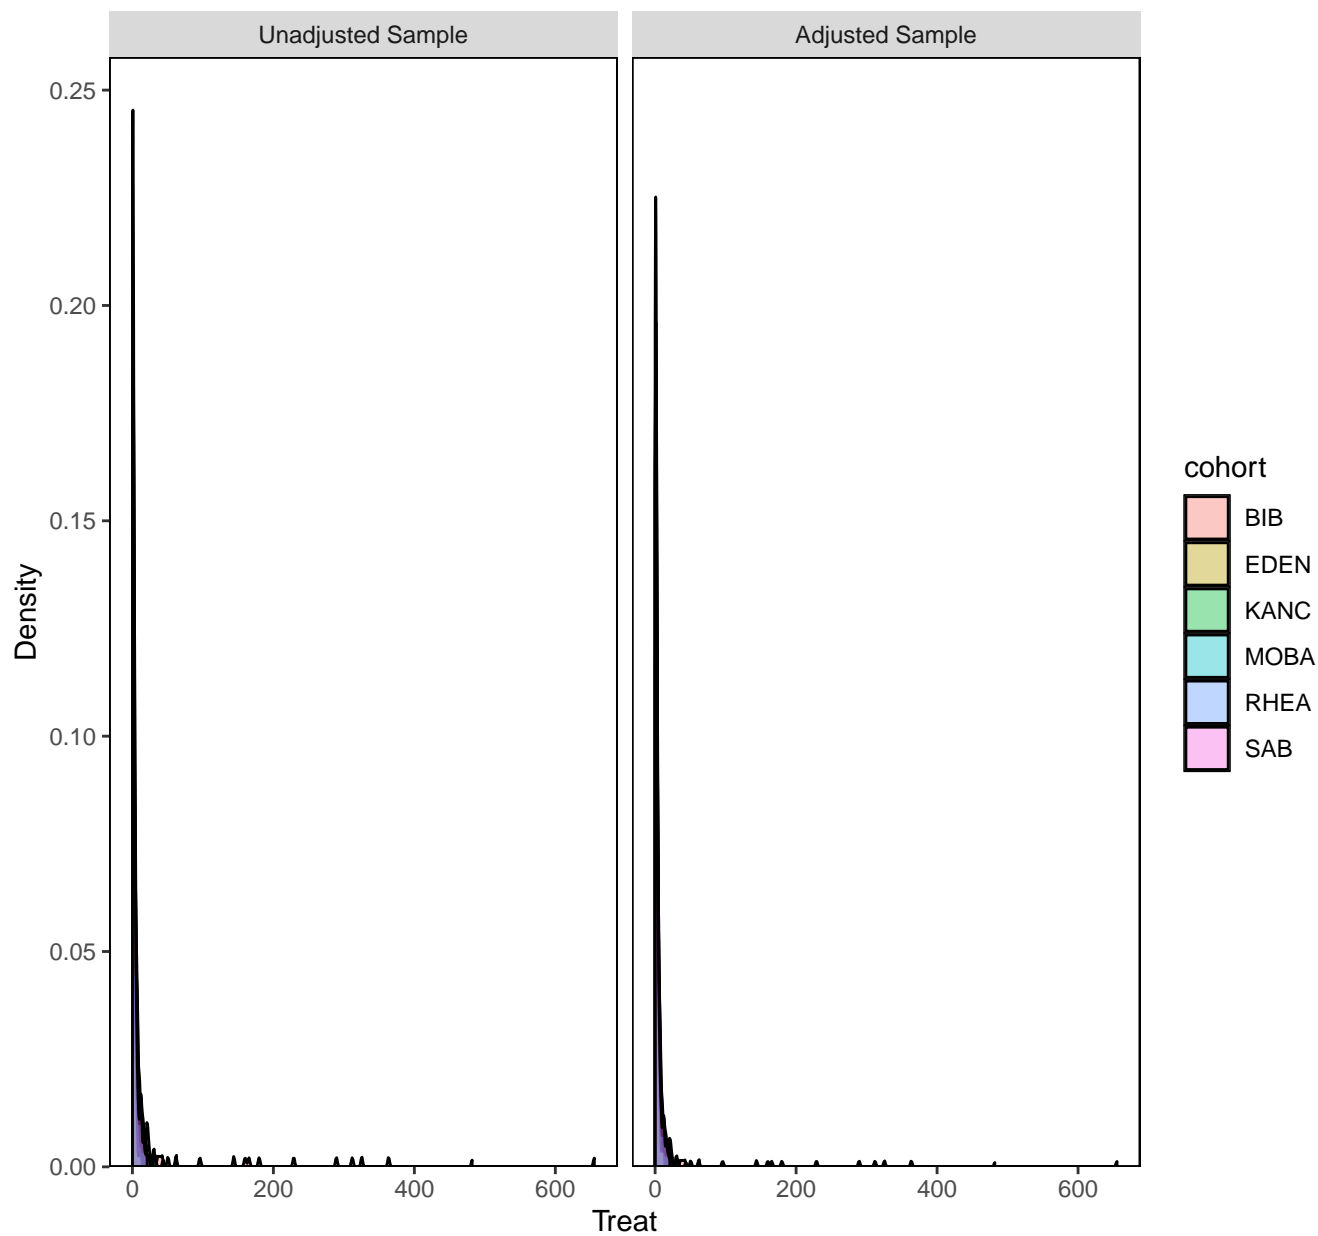 Unadjusted Sample
Adjusted Sample
0.25
0.20
0.15
0.10
0.05
0.00
Density
0
200
400
600
0
200
400
600
Treat
cohort
BIB
EDEN
KANC
MOBA
RHEA
SAB